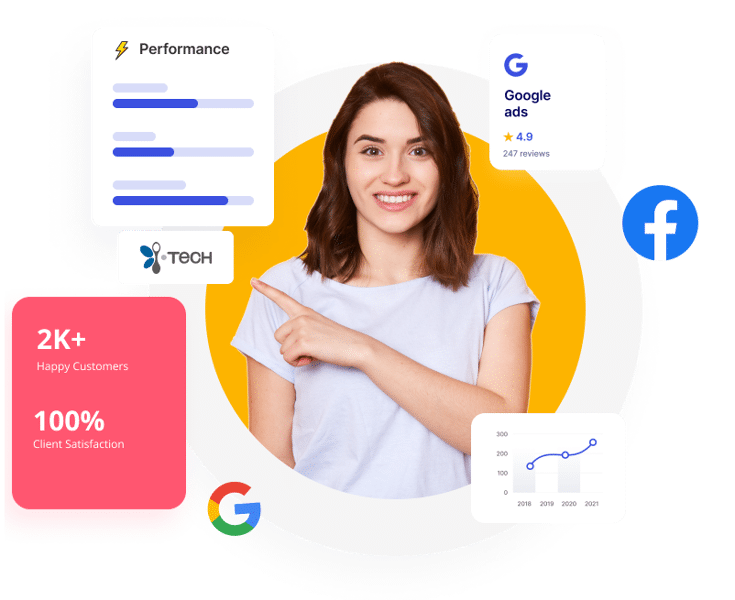 Performance
Google
ads
4.9
247 reviews
TECH
2K+
Happy Customers
100%
Client Satisfaction
300
200
100
0
2018 2019 2020 2021